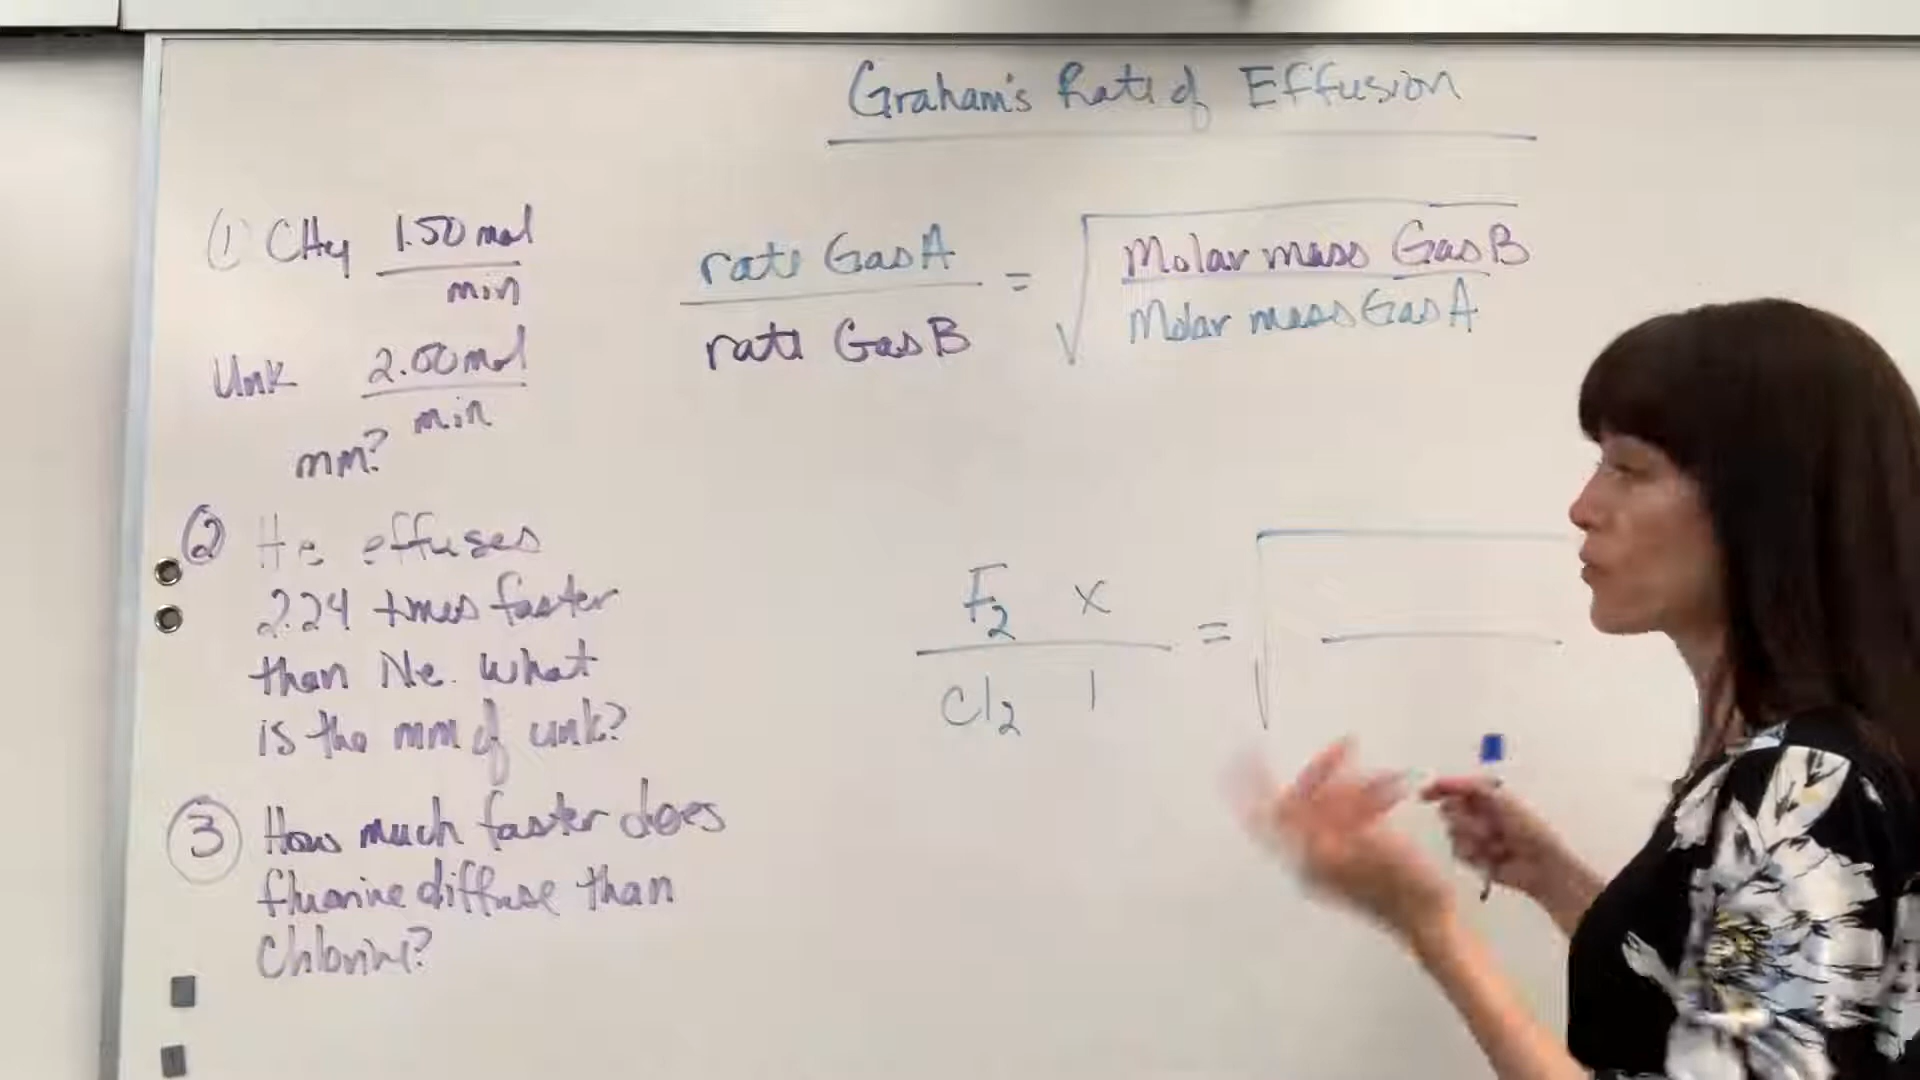 Graham's Rate of Effusion
① CH4 1.50 mol
min
rate Gas A = √ Molar mass Gas B
rate Gas B Molar mass Gas A
Unk 2.00 mol
min
mm?
② He effuses
2.24 times faster
than Ne. What
is the mm of unk?
F2 x = √
Cl2 1
③ How much faster does
fluorine diffuse than
Chlorine?